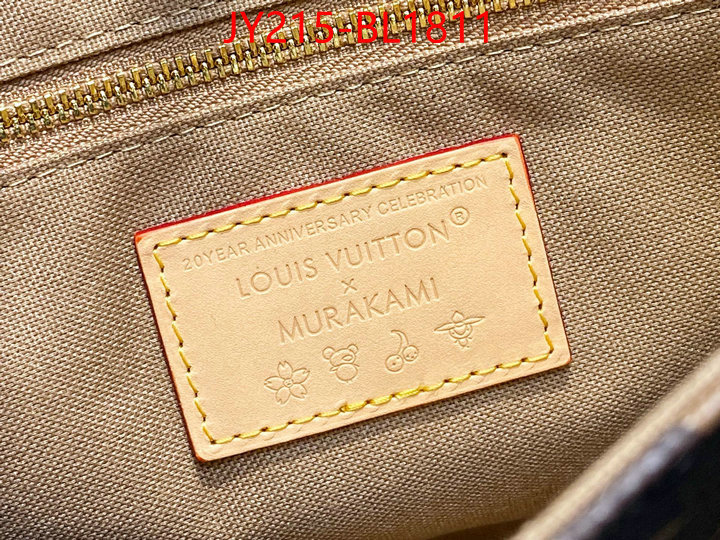 JY215-BL1811
20YEAR ANNIVERSARY CELEBRATION
LOUIS VUITTON®
×
MURAKAMI